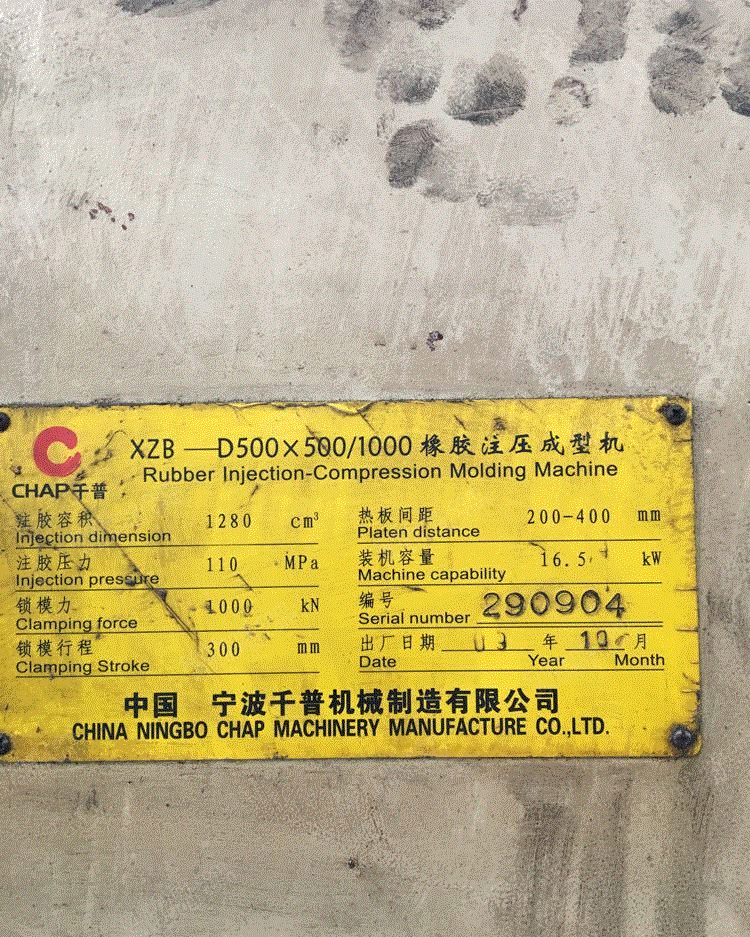 XZB—D500×500/1000 橡胶注压成型机
Rubber Injection-Compression Molding Machine
CHAP 千普
注胶容积 1280 cm³
Injection dimension
注胶压力 110 MPa
Injection pressure
锁模力 1000 kN
Clamping force
锁模行程 300 mm
Clamping Stroke
热板间距 200-400 mm
Platen distance
装机容量 16.5 kW
Machine capability
编号 290904
Serial number
出厂日期 09 年 10 月
Date Year Month
中国 宁波千普机械制造有限公司
CHINA NINGBO CHAP MACHINERY MANUFACTURE CO.,LTD.